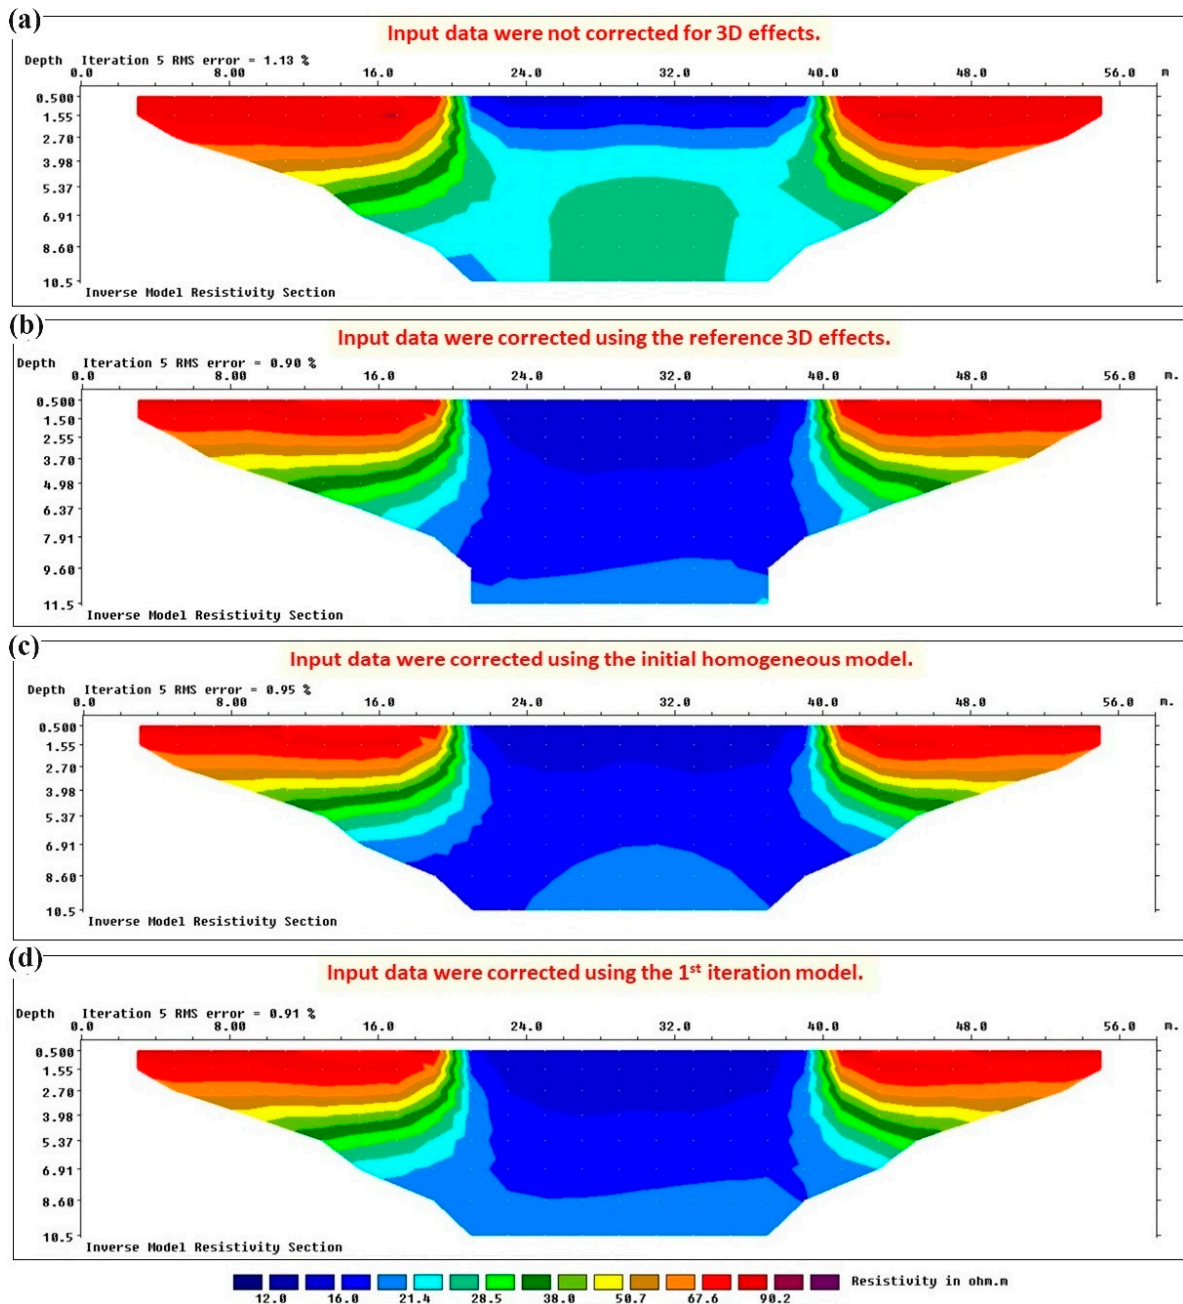 (a)
Input data were not corrected for 3D effects.
Depth Iteration 5 RMS error = 1.13 %
0.0 8.00 16.0 24.0 32.0 40.0 48.0 56.0 m
0.500
1.55
2.70
3.98
5.37
6.91
8.60
10.5
Inverse Model Resistivity Section
(b)
Input data were corrected using the reference 3D effects.
Depth Iteration 5 RMS error = 0.90 %
0.0 8.00 16.0 24.0 32.0 40.0 48.0 56.0 m.
0.500
1.50
2.55
3.70
4.98
6.37
7.91
9.60
11.5
Inverse Model Resistivity Section
(c)
Input data were corrected using the initial homogeneous model.
Depth Iteration 5 RMS error = 0.95 %
0.0 8.00 16.0 24.0 32.0 40.0 48.0 56.0 m.
0.500
1.55
2.70
3.98
5.37
6.91
8.60
10.5
Inverse Model Resistivity Section
(d)
Input data were corrected using the 1st iteration model.
Depth Iteration 5 RMS error = 0.91 %
0.0 8.00 16.0 24.0 32.0 40.0 48.0 56.0 m.
0.500
1.55
2.70
3.98
5.37
6.91
8.60
10.5
Inverse Model Resistivity Section
Resistivity in ohm.m
12.0 16.0 21.4 28.5 38.0 50.7 67.6 90.2